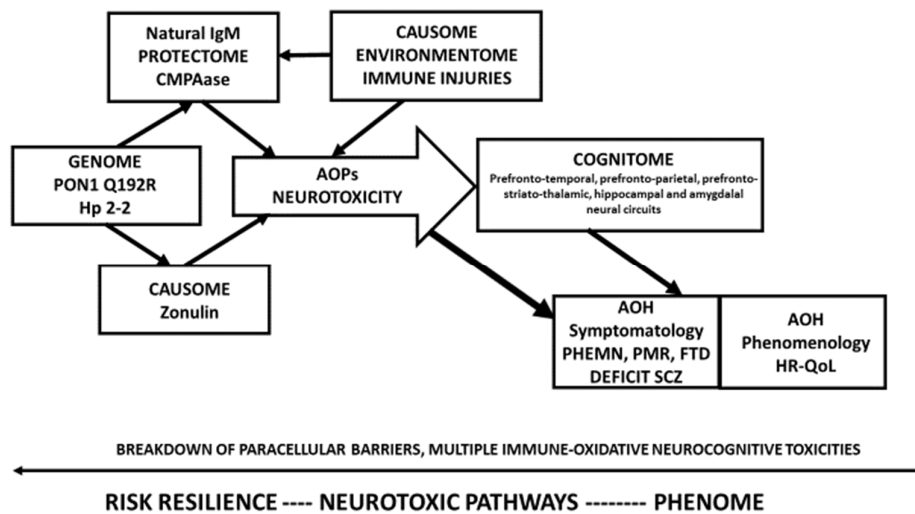 Natural IgM
PROTECTOME
CMPAase
CAUSOME
ENVIRONMENTOME
IMMUNE INJURIES
GENOME
PON1 Q192R
Hp 2-2
AOPs
NEUROTOXICITY
COGNITOME
Prefronto-temporal, prefronto-parietal, prefronto-
striato-thalamic, hippocampal and amygdalal
neural circuits
CAUSOME
Zonulin
AOH
Symptomatology
PHEMN, PMR, FTD
DEFICIT SCZ
AOH
Phenomenology
HR-QoL
BREAKDOWN OF PARACELLULAR BARRIERS, MULTIPLE IMMUNE-OXIDATIVE NEUROCOGNITIVE TOXICITIES
RISK RESILIENCE ---- NEUROTOXIC PATHWAYS -------- PHENOME